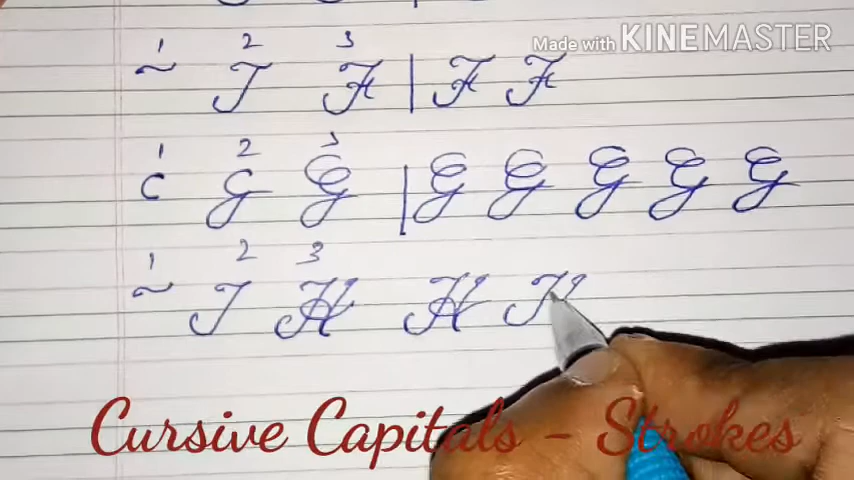 Made with KINEMASTER
1 2 3
~ T F | F F
1 2 3
C G G | G G G G G
1 2 3
~ T H H H
Cursive Capitals - Strokes